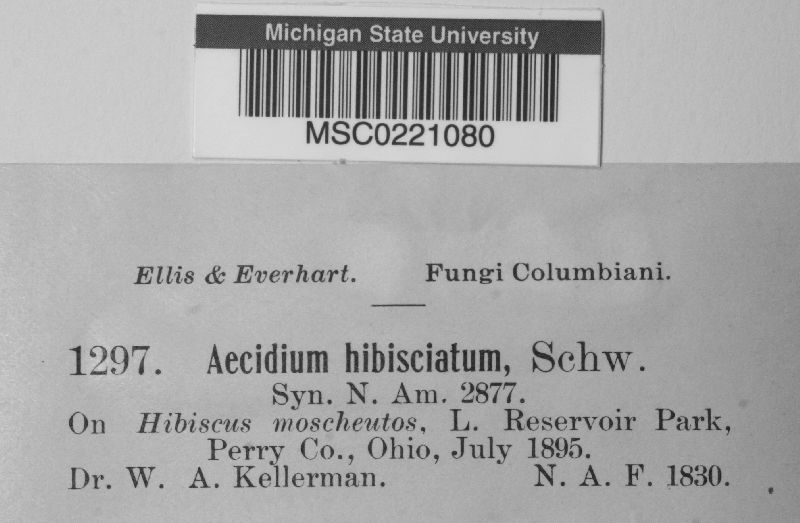 Michigan State University
MSC0221080
Ellis & Everhart. Fungi Columbiani.
1297. Aecidium hibisciatum, Schw.
Syn. N. Am. 2877.
On Hibiscus moscheutos, L. Reservoir Park,
Perry Co., Ohio, July 1895.
Dr. W. A. Kellerman. N. A. F. 1830.